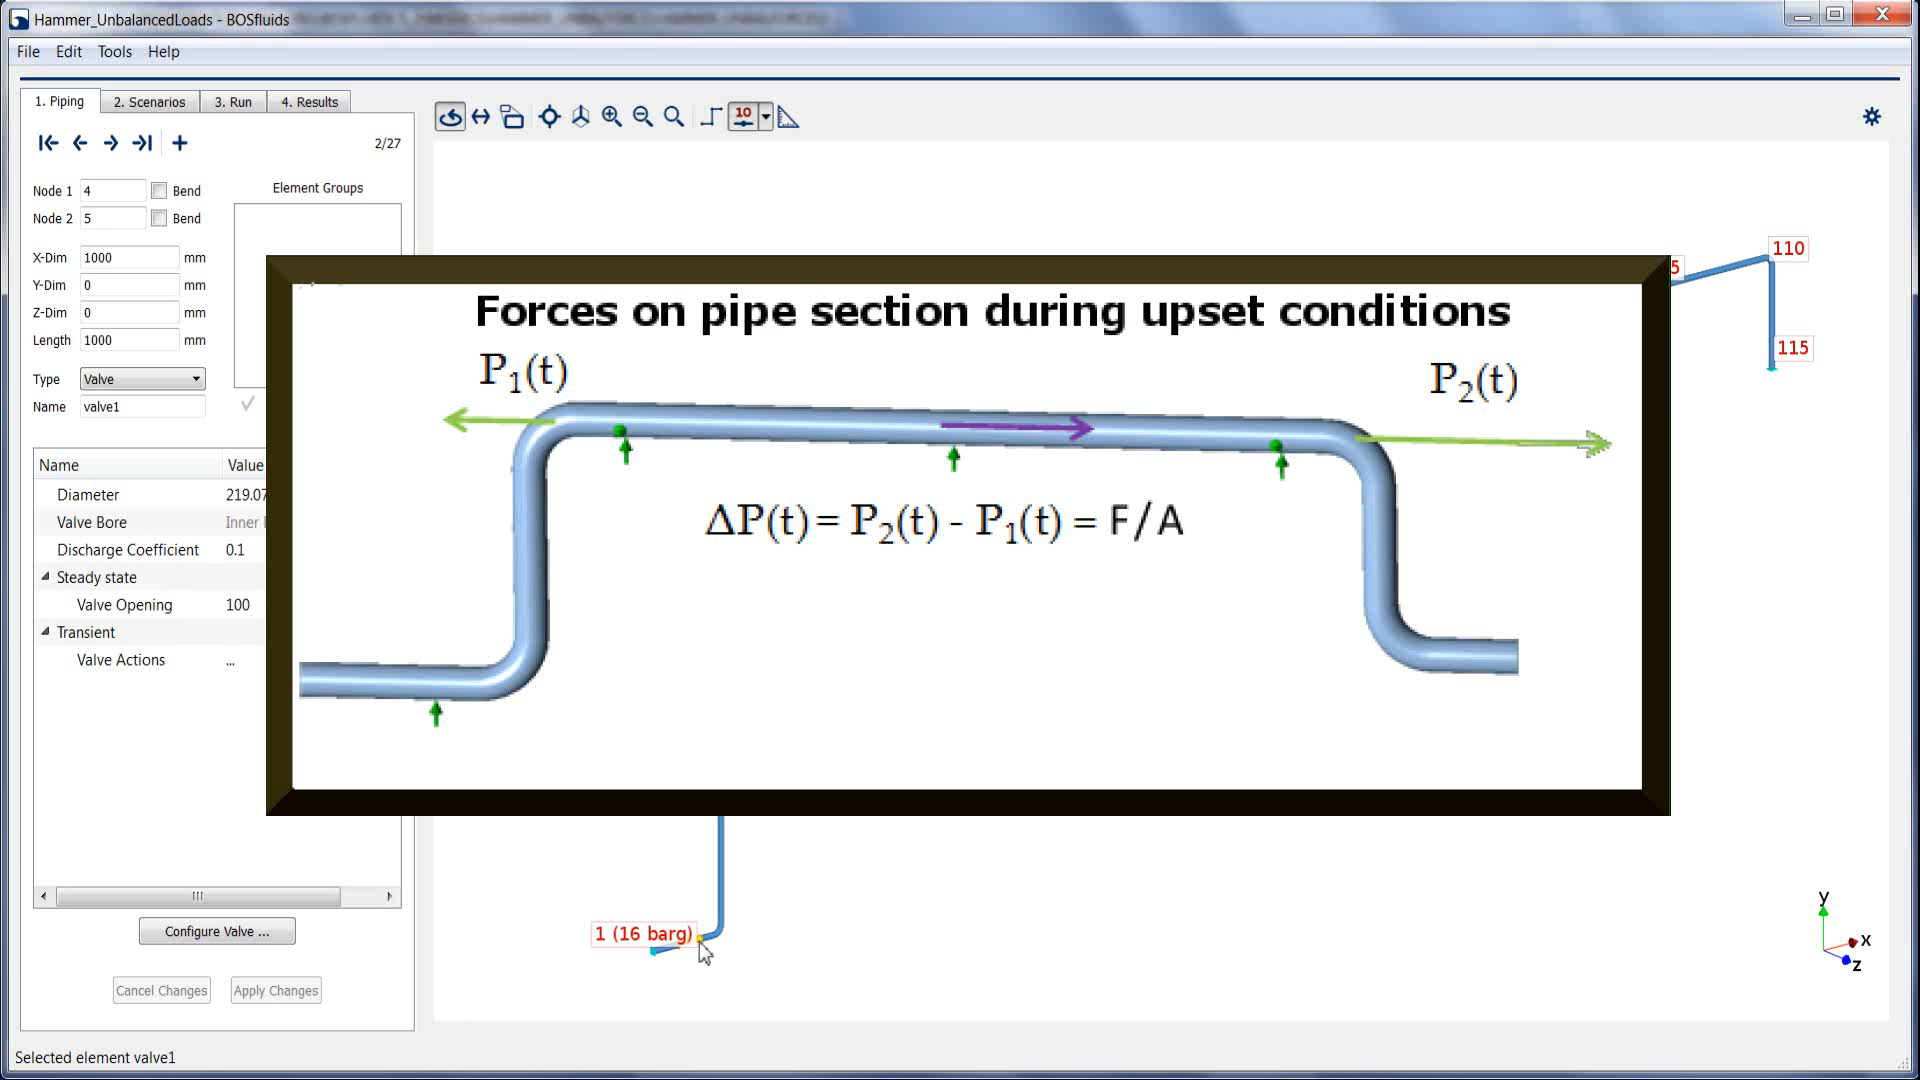 Hammer_UnbalancedLoads - BOSfluids
File Edit Tools Help
1. Piping 2. Scenarios 3. Run 4. Results
10
2/27
Node 1 4 Bend
Node 2 5 Bend
Element Groups
X-Dim 1000 mm
Y-Dim 0 mm
Z-Dim 0 mm
Length 1000 mm
Type Valve
Name valve1
Name Value
Diameter 219.07
Valve Bore Inner
Discharge Coefficient 0.1
Steady state
Valve Opening 100
Transient
Valve Actions ...
Configure Valve ...
Cancel Changes Apply Changes
Selected element valve1
Forces on pipe section during upset conditions
P1(t)
P2(t)
ΔP(t) = P2(t) - P1(t) = F/A
5
110
115
1 (16 barg)
y
x
z